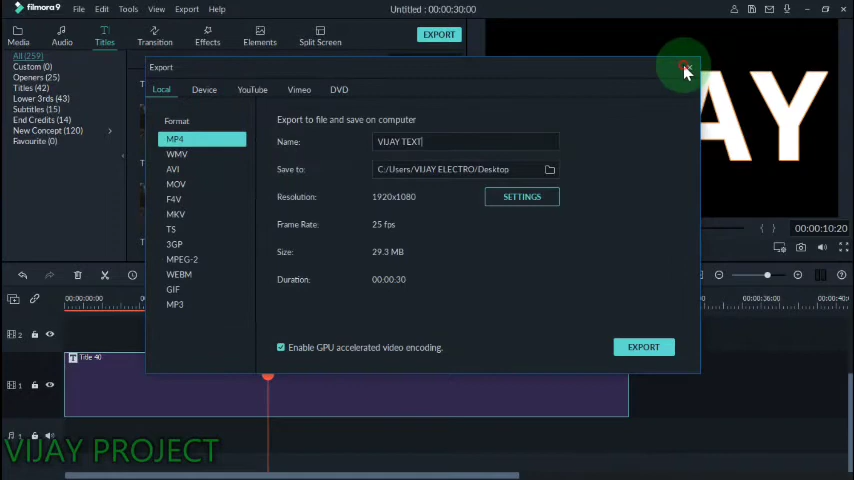 filmora9 File Edit Tools View Export Help Untitled : 00:00:30:00
Media Audio Titles Transition Effects Elements Split Screen EXPORT
All (259)
Custom (0)
Openers (25)
Titles (42)
Lower 3rds (43)
Subtitles (15)
End Credits (14)
New Concept (120)
Favourite (0)
Export
Local Device YouTube Vimeo DVD
Format
MP4
WMV
AVI
MOV
F4V
MKV
TS
3GP
MPEG-2
WEBM
GIF
MP3
Export to file and save on computer
Name: VIJAY TEXT
Save to: C:/Users/VIJAY ELECTRO/Desktop
Resolution: 1920x1080 SETTINGS
Frame Rate: 25 fps
Size: 29.3 MB
Duration: 00:00:30
Enable GPU accelerated video encoding.
EXPORT
AY
00:00:10:20
00:00:00:00 00:00:36:00
2
T Title 40
1
1
VIJAY PROJECT